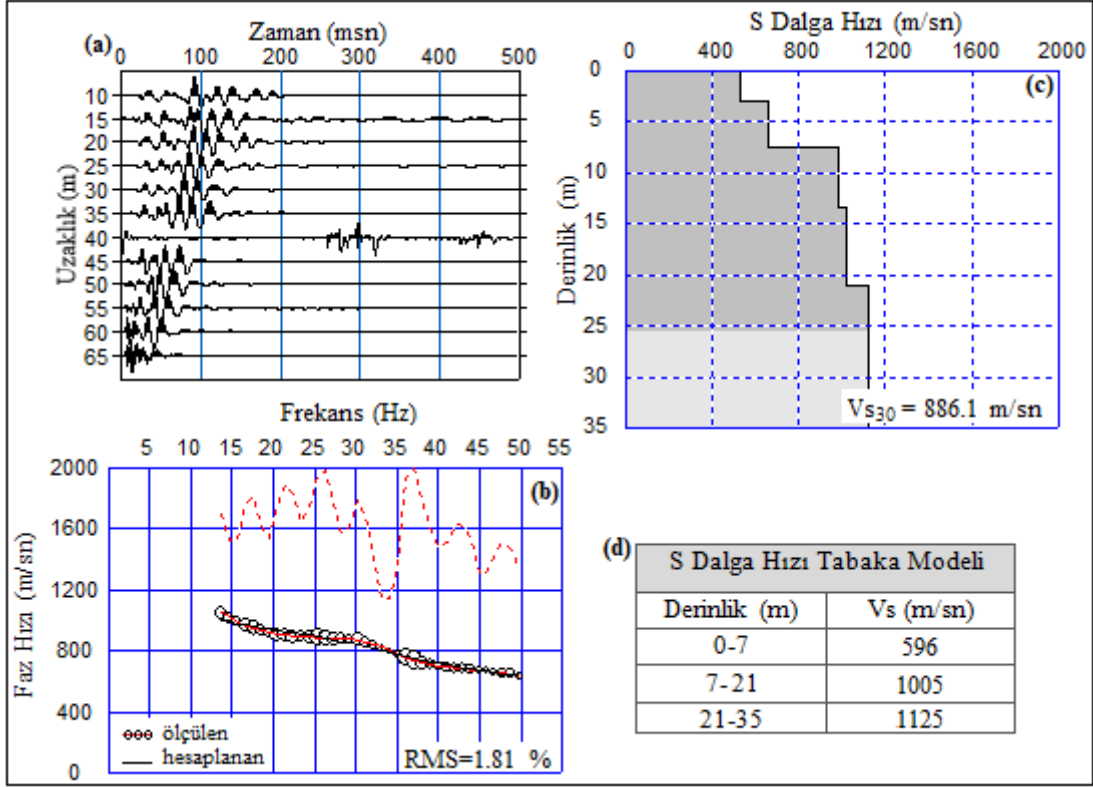 (a)
Zaman (msn)
0 100 200 300 400 500
Uzaklık (m)
10
15
20
25
30
35
40
45
50
55
60
65
S Dalga Hızı (m/sn)
0 400 800 1200 1600 2000
(c)
Derinlik (m)
0
5
10
15
20
25
30
35
Vs30 = 886.1 m/sn
Frekans (Hz)
5 10 15 20 25 30 35 40 45 50 55
(b)
Faz Hızı (m/sn)
2000
1600
1200
800
400
0
ölçülen
hesaplanan
RMS=1.81 %
(d)
S Dalga Hızı Tabaka Modeli
Derinlik (m) Vs (m/sn)
0-7 596
7-21 1005
21-35 1125